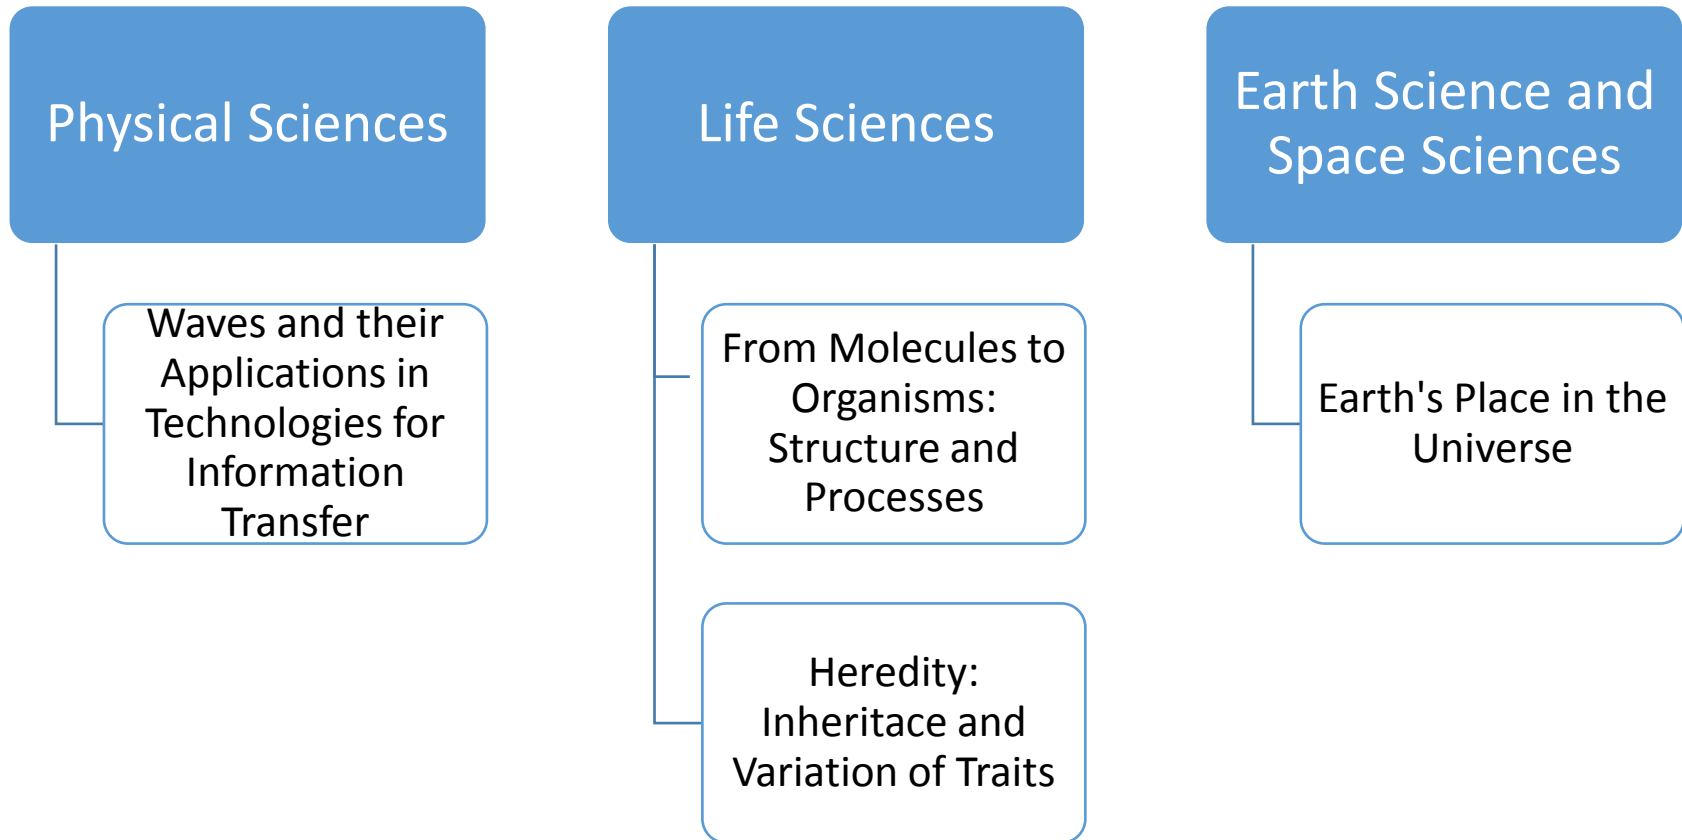 Physical Sciences
Waves and their
Applications in
Technologies for
Information
Transfer
Life Sciences
From Molecules to
Organisms:
Structure and
Processes
Heredity:
Inheritace and
Variation of Traits
Earth Science and
Space Sciences
Earth's Place in the
Universe